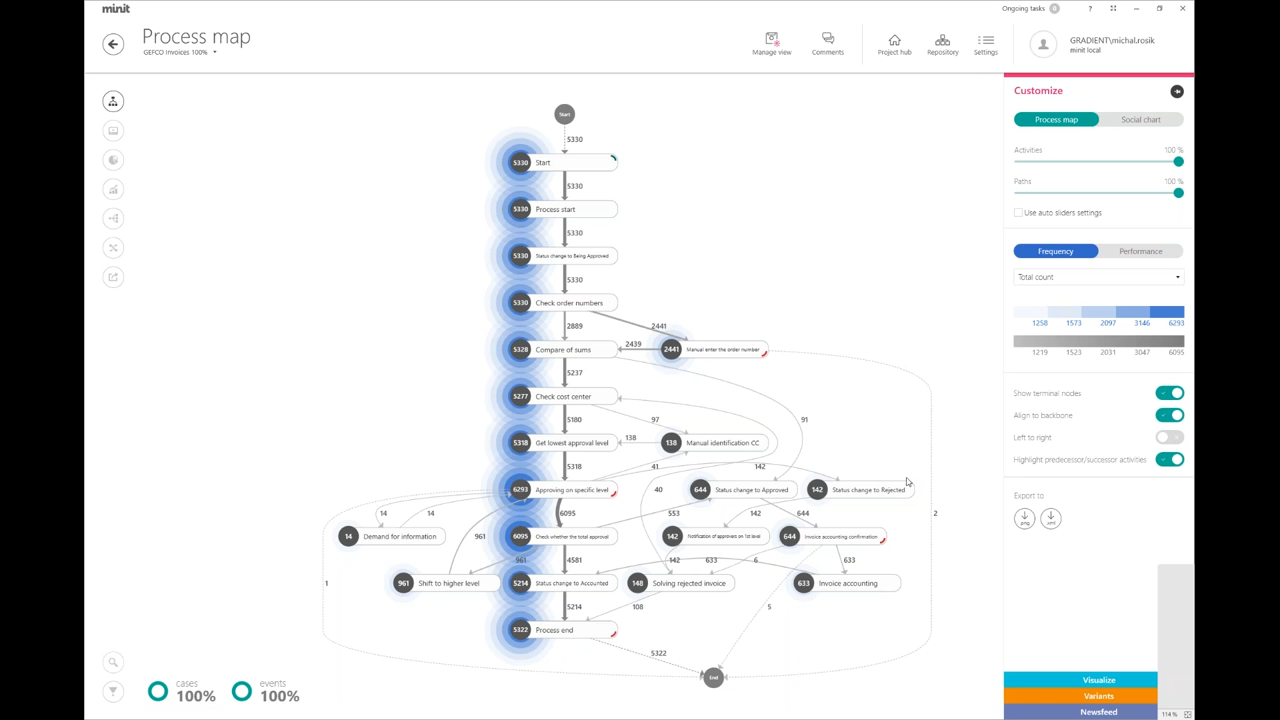 minit
Ongoing tasks 0
?
Process map
GEFCO Invoices 100%
Manage view
Comments
Project hub
Repository
Settings
GRADIENT\michal.rosik
minit local
Customize
Process map
Social chart
Activities
100 %
Paths
100 %
Use auto sliders settings
Frequency
Performance
Total count
1258 1573 2097 3146 6293
1219 1523 2031 3047 6095
Show terminal nodes
Align to backbone
Left to right
Highlight predecessor/successor activities
Export to
.png
.xml
Visualize
Variants
Newsfeed
114 %
Start
5330
5330 Start
5330
5330 Process start
5330
5330 Status change to Being Approved
5330
5330 Check order numbers
2889
2441
5328 Compare of sums
2439
2441 Manual enter the order number
5237
5277 Check cost center
5180
97
91
5318 Get lowest approval level
138
138 Manual identification CC
5318
41
142
6293 Approving on specific level
40
644 Status change to Approved
142 Status change to Rejected
14
14
6095
553
142
644
2
14 Demand for information
961
6095 Check whether the total approval
142 Notification of approvers on 1st level
644 Invoice accounting confirmation
961
4581
142
633
6
633
1
961 Shift to higher level
5214 Status change to Accounted
148 Solving rejected invoice
633 Invoice accounting
5214
108
5
5322 Process end
5322
End
cases
100%
events
100%